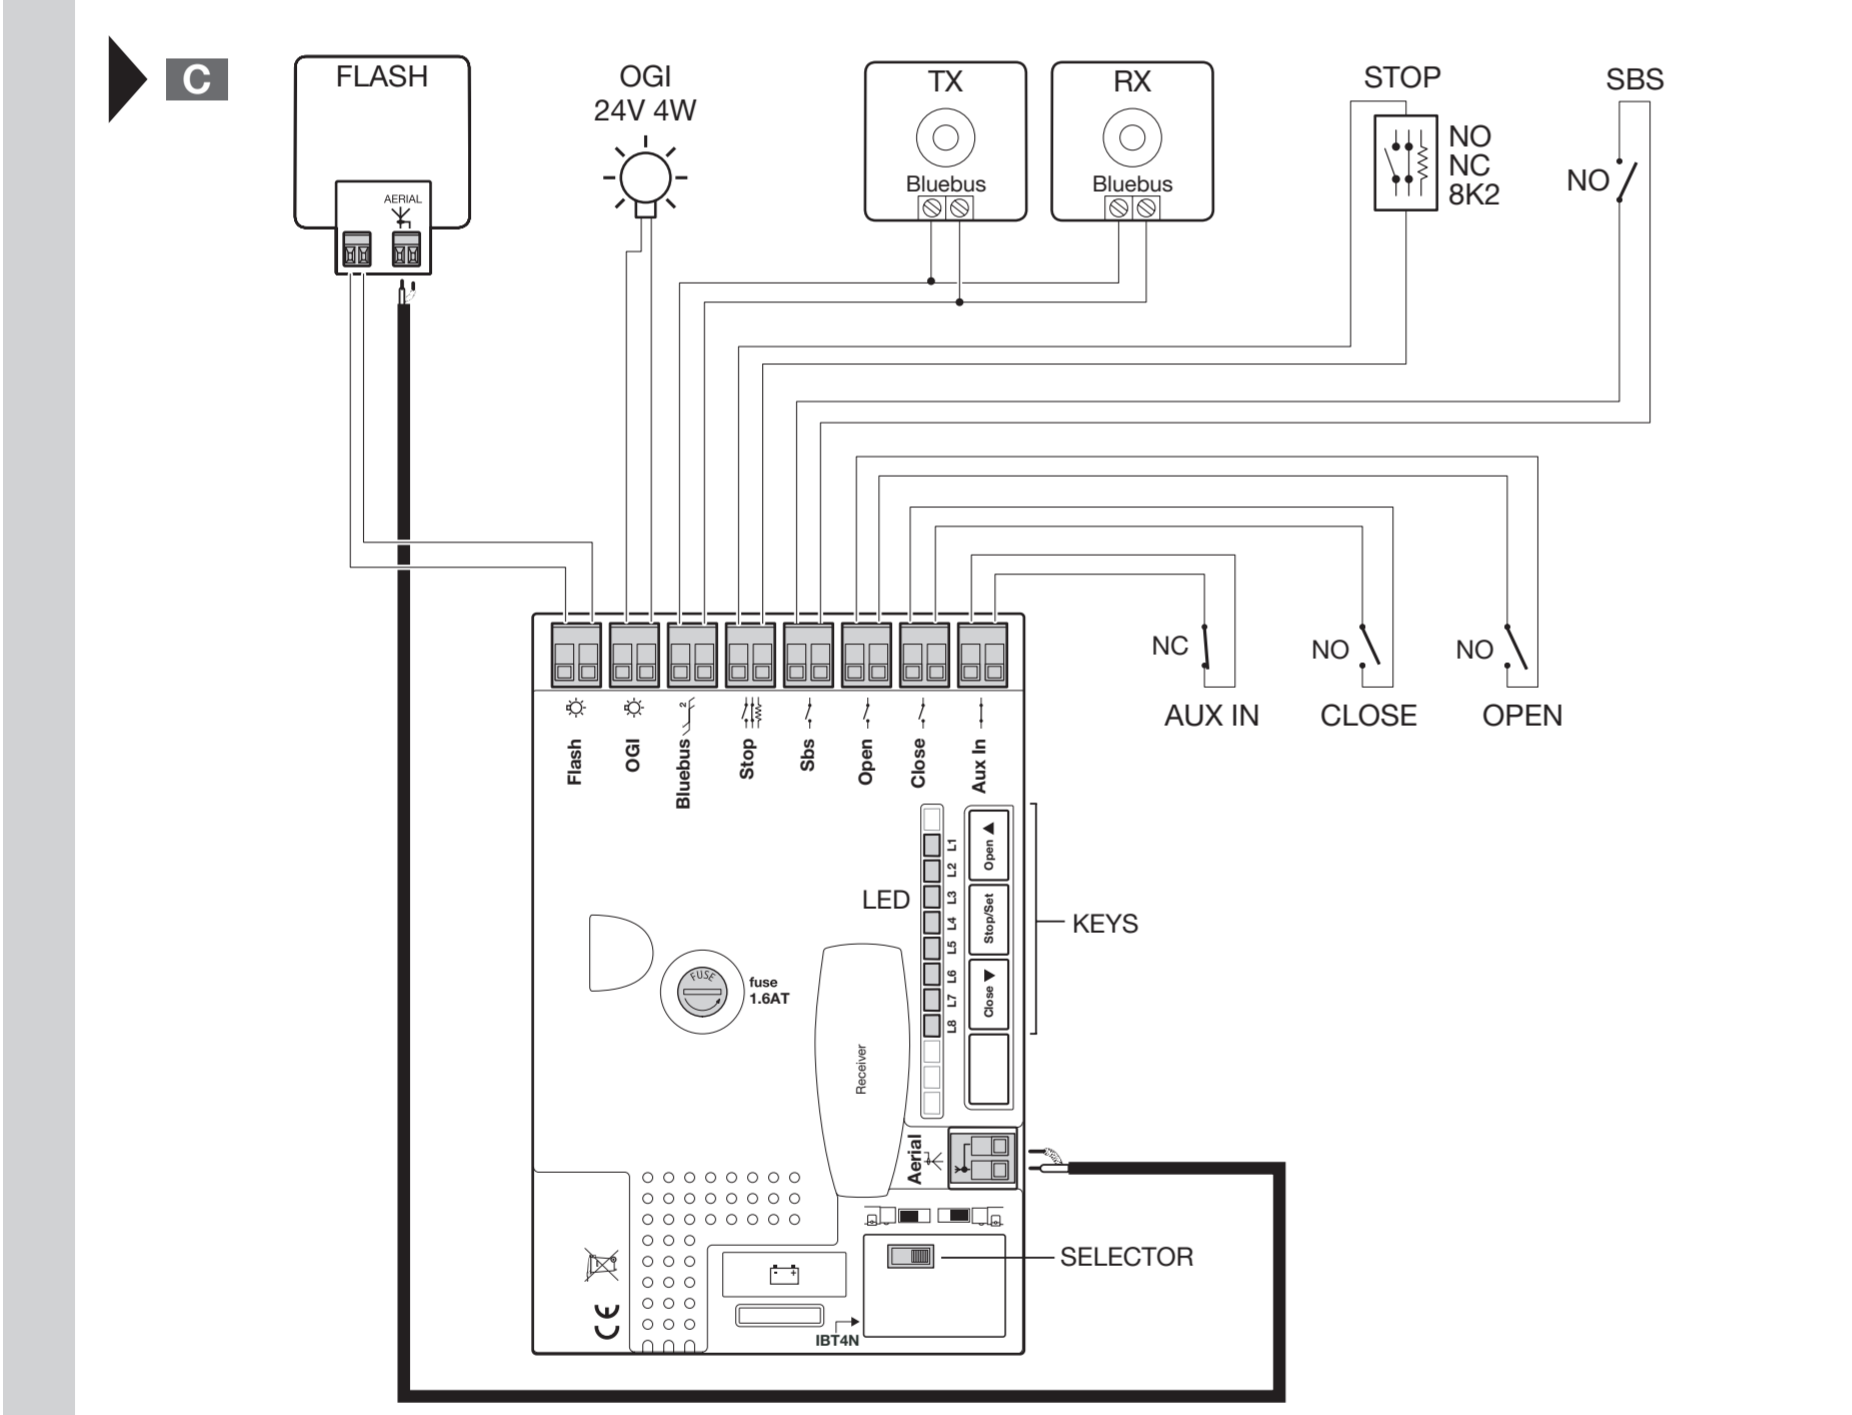 C
FLASH
AERIAL
OGI
24V 4W
TX
Bluebus
RX
Bluebus
STOP
NO
NC
8K2
SBS
NO
NC
AUX IN
NO
CLOSE
NO
OPEN
Flash
OGI
Bluebus
2
Stop
Sbs
Open
Close
Aux In
LED
L1
L2
L3
L4
L5
L6
L7
L8
Open ▲
Stop/Set
Close ▼
KEYS
FUSE
fuse
1.6AT
Receiver
Aerial
SELECTOR
IBT4N
CE